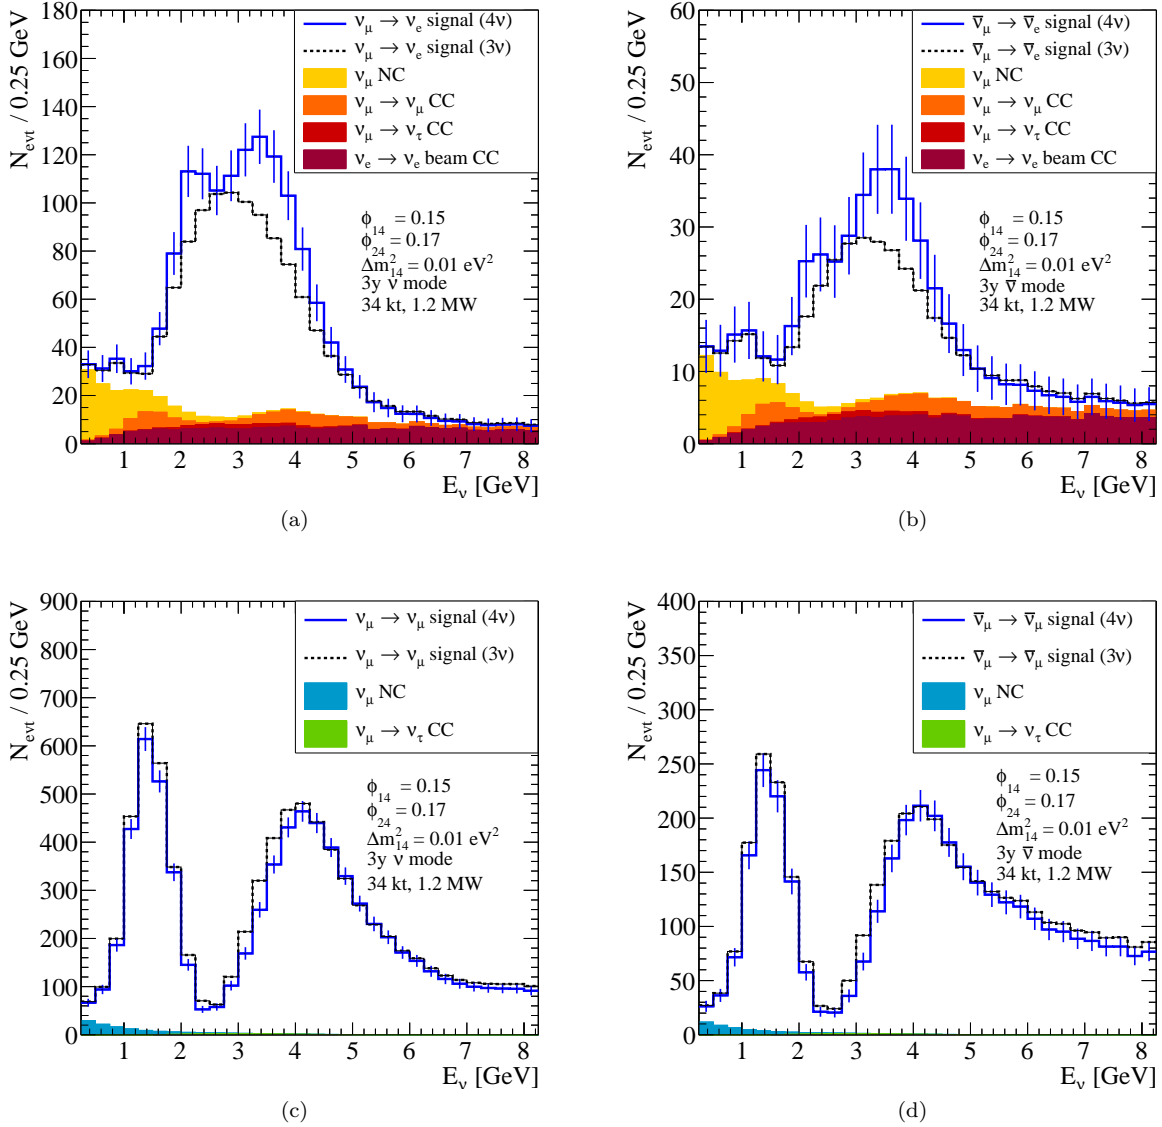 N_evt / 0.25 GeV
180
160
140
120
100
80
60
40
20
0
ν_μ → ν_e signal (4ν)
ν_μ → ν_e signal (3ν)
ν_μ NC
ν_μ → ν_μ CC
ν_μ → ν_τ CC
ν_e → ν_e beam CC
ϕ_14 = 0.15
ϕ_24 = 0.17
Δm²_14 = 0.01 eV²
3y ν mode
34 kt, 1.2 MW
1 2 3 4 5 6 7 8
E_ν [GeV]
(a)
N_evt / 0.25 GeV
60
50
40
30
20
10
0
ν̅_μ → ν̅_e signal (4ν)
ν̅_μ → ν̅_e signal (3ν)
ν_μ NC
ν_μ → ν_μ CC
ν_μ → ν_τ CC
ν_e → ν_e beam CC
ϕ_14 = 0.15
ϕ_24 = 0.17
Δm²_14 = 0.01 eV²
3y ν̅ mode
34 kt, 1.2 MW
1 2 3 4 5 6 7 8
E_ν [GeV]
(b)
N_evt / 0.25 GeV
900
800
700
600
500
400
300
200
100
0
ν_μ → ν_μ signal (4ν)
ν_μ → ν_μ signal (3ν)
ν_μ NC
ν_μ → ν_τ CC
ϕ_14 = 0.15
ϕ_24 = 0.17
Δm²_14 = 0.01 eV²
3y ν mode
34 kt, 1.2 MW
1 2 3 4 5 6 7 8
E_ν [GeV]
(c)
N_evt / 0.25 GeV
400
350
300
250
200
150
100
50
0
ν̅_μ → ν̅_μ signal (4ν)
ν̅_μ → ν̅_μ signal (3ν)
ν_μ NC
ν_μ → ν_τ CC
ϕ_14 = 0.15
ϕ_24 = 0.17
Δm²_14 = 0.01 eV²
3y ν̅ mode
34 kt, 1.2 MW
1 2 3 4 5 6 7 8
E_ν [GeV]
(d)